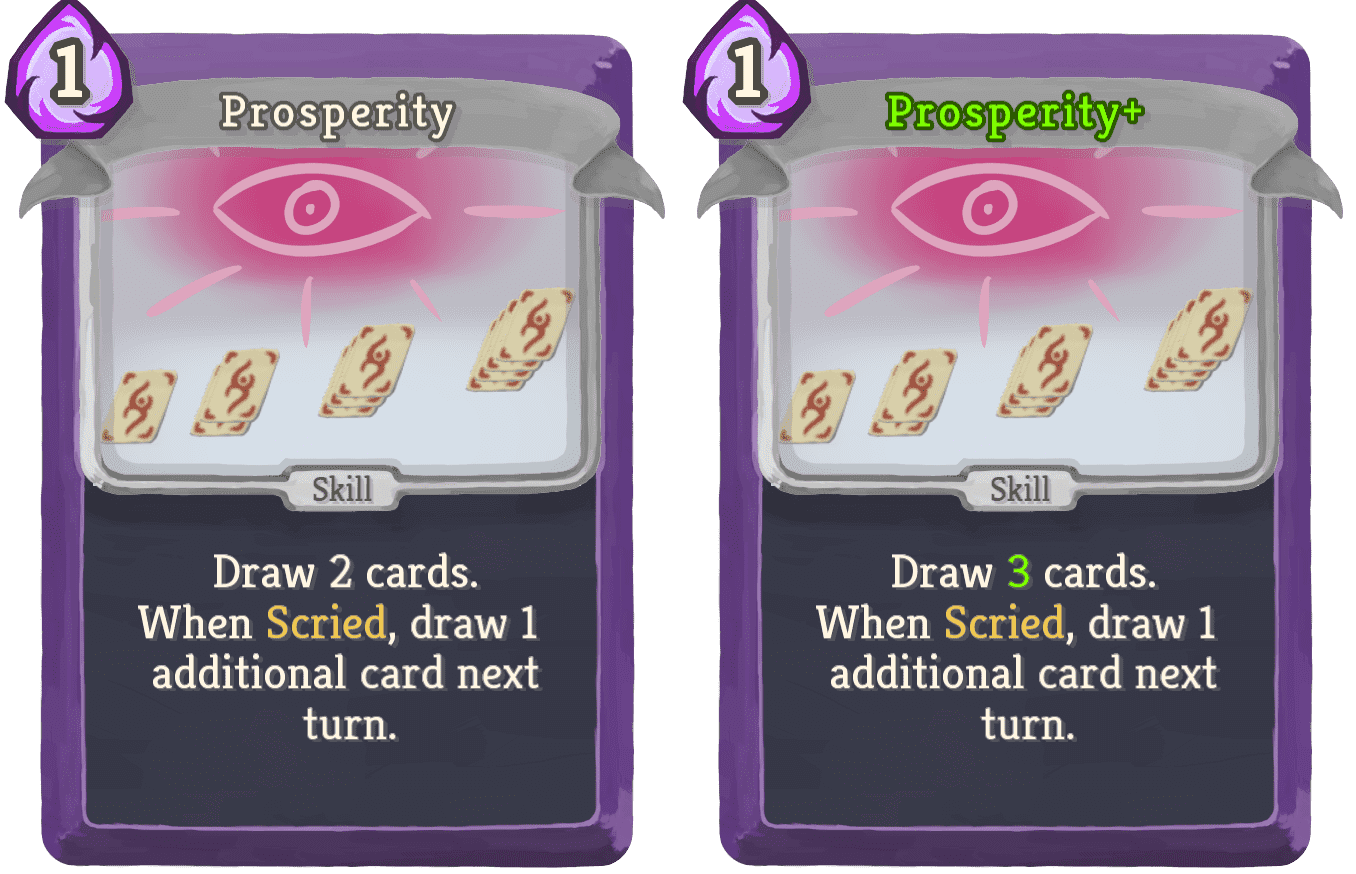 1
Prosperity
Skill
Draw 2 cards.
When Scried, draw 1
additional card next
turn.
1
Prosperity+
Skill
Draw 3 cards.
When Scried, draw 1
additional card next
turn.